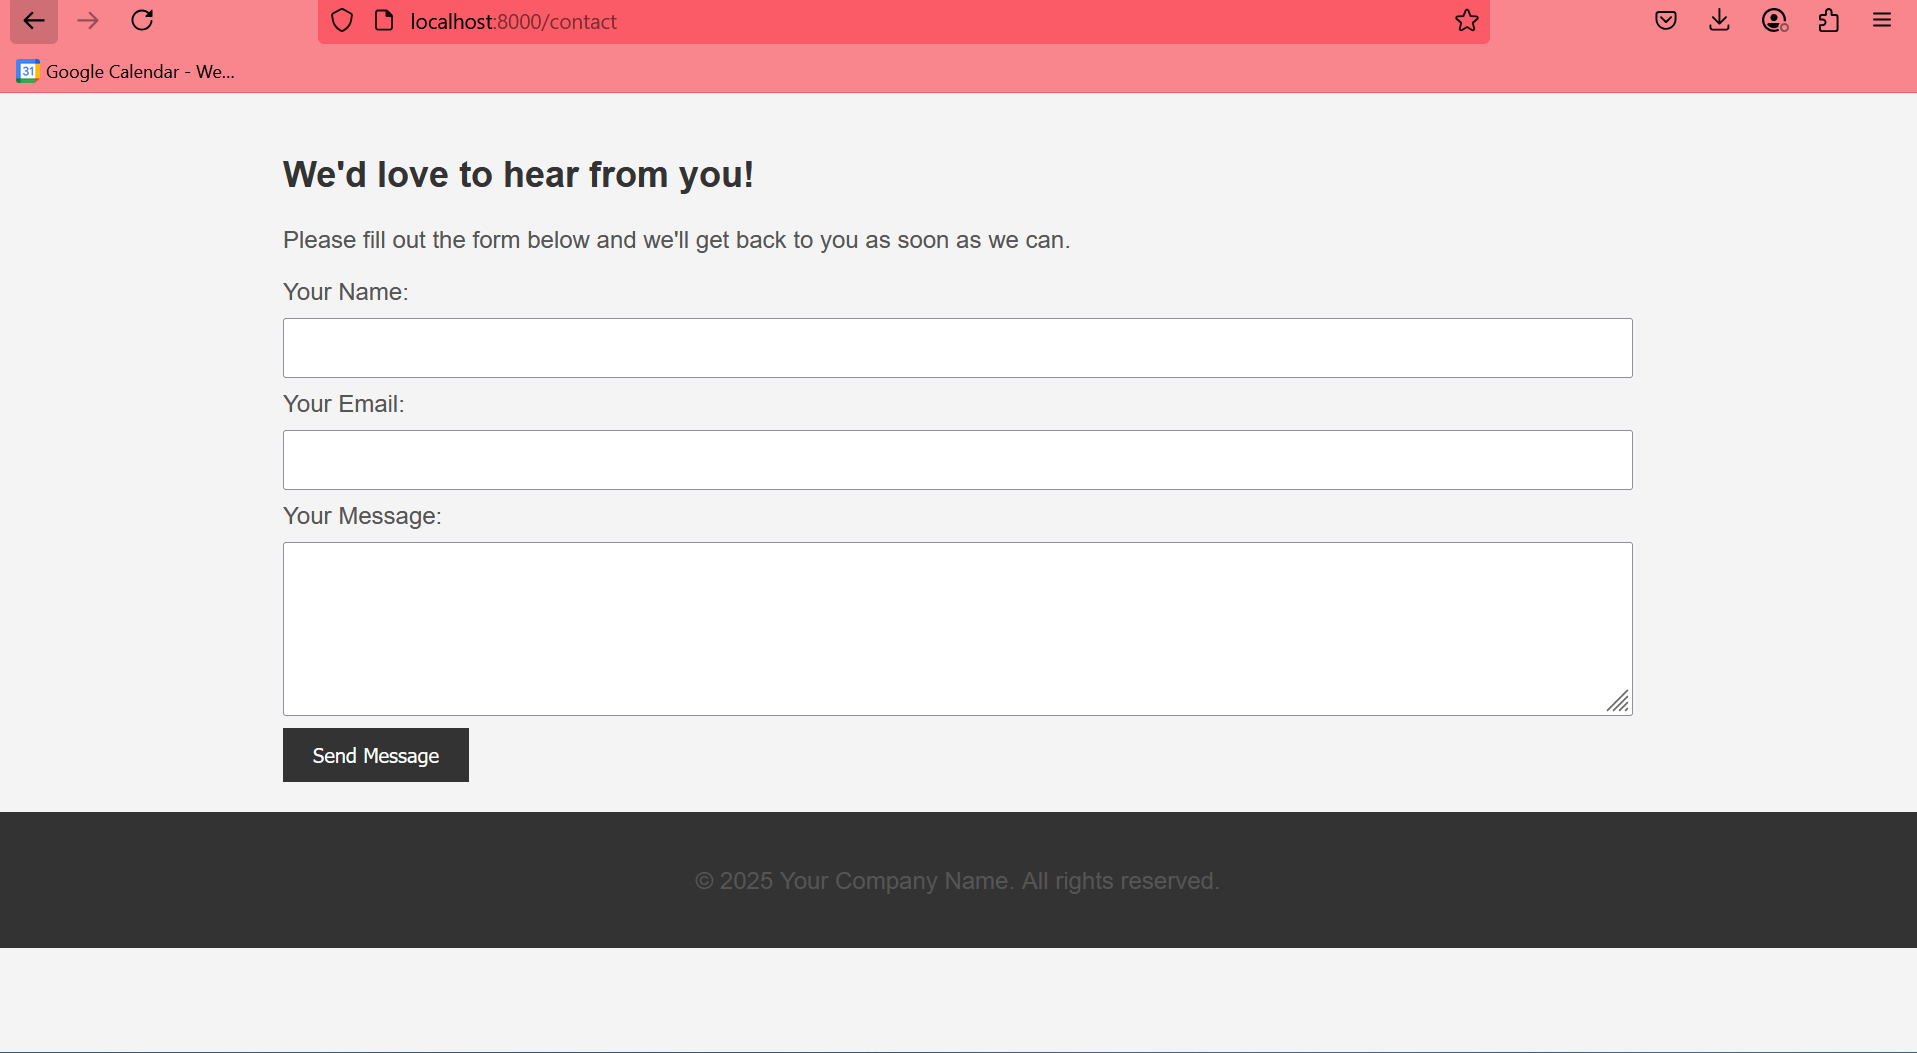 localhost:8000/contact
31 Google Calendar - We...
We'd love to hear from you!
Please fill out the form below and we'll get back to you as soon as we can.
Your Name:
Your Email:
Your Message:
Send Message
© 2025 Your Company Name. All rights reserved.